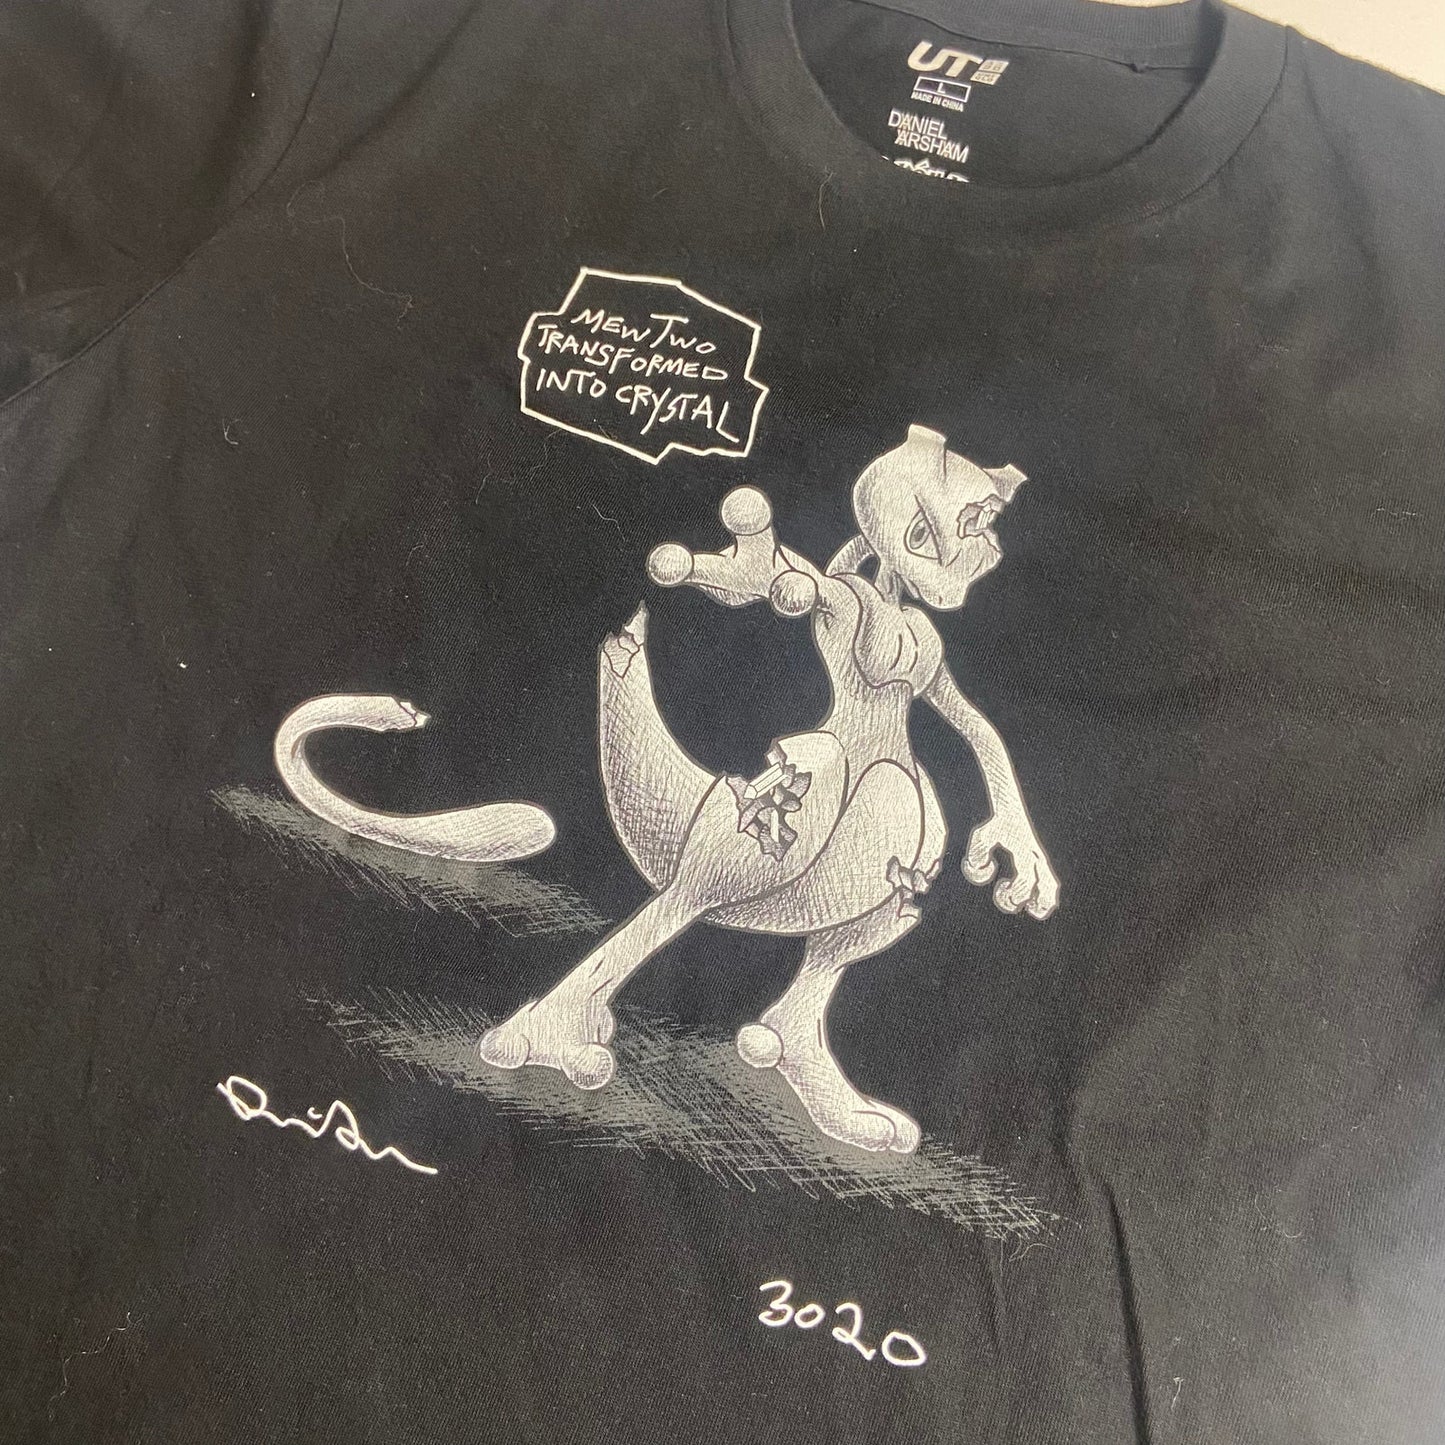 UT
L
MADE IN CHINA
DANIEL
ARSHAM
MEWTWO
TRANSFORMED
INTO CRYSTAL
3020